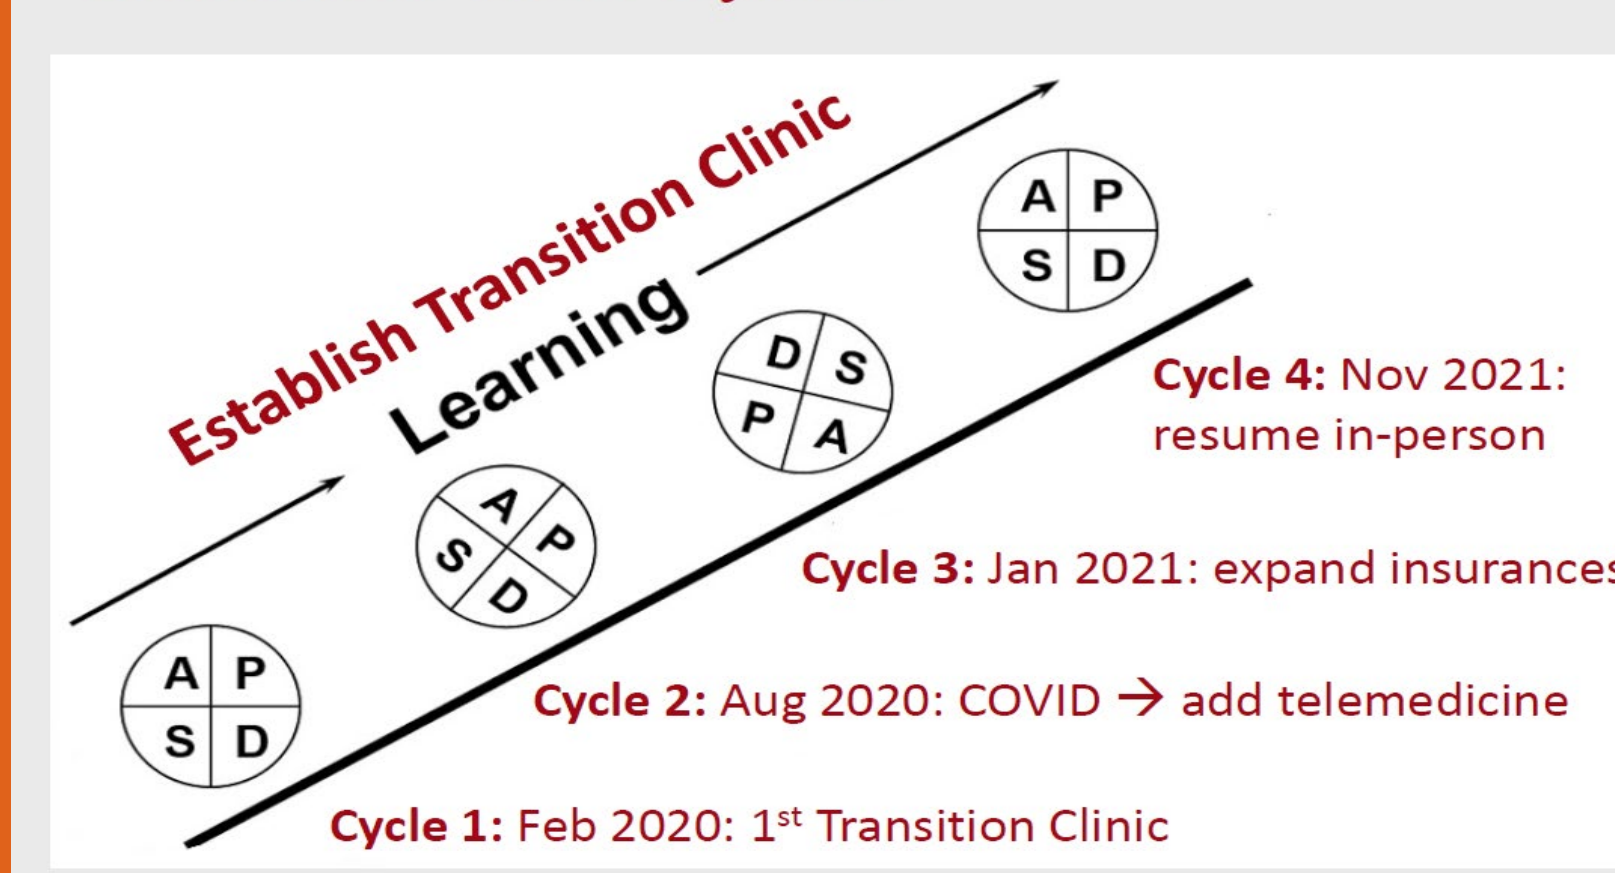 Establish Transition Clinic
Learning
A P
S D
D S
P A
Cycle 4: Nov 2021:
resume in-person
A P
S D
Cycle 3: Jan 2021: expand insurances
Cycle 2: Aug 2020: COVID → add telemedicine
A P
S D
Cycle 1: Feb 2020: 1st Transition Clinic